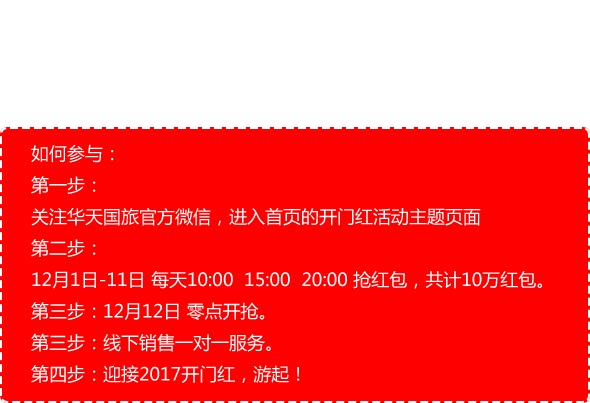 如何参与：
第一步：
关注华天国旅官方微信，进入首页的开门红活动主题页面
第二步：
12月1日-11日 每天10:00  15:00  20:00 抢红包，共计10万红包。
第三步：12月12日 零点开抢。
第三步：线下销售一对一服务。
第四步：迎接2017开门红，游起！